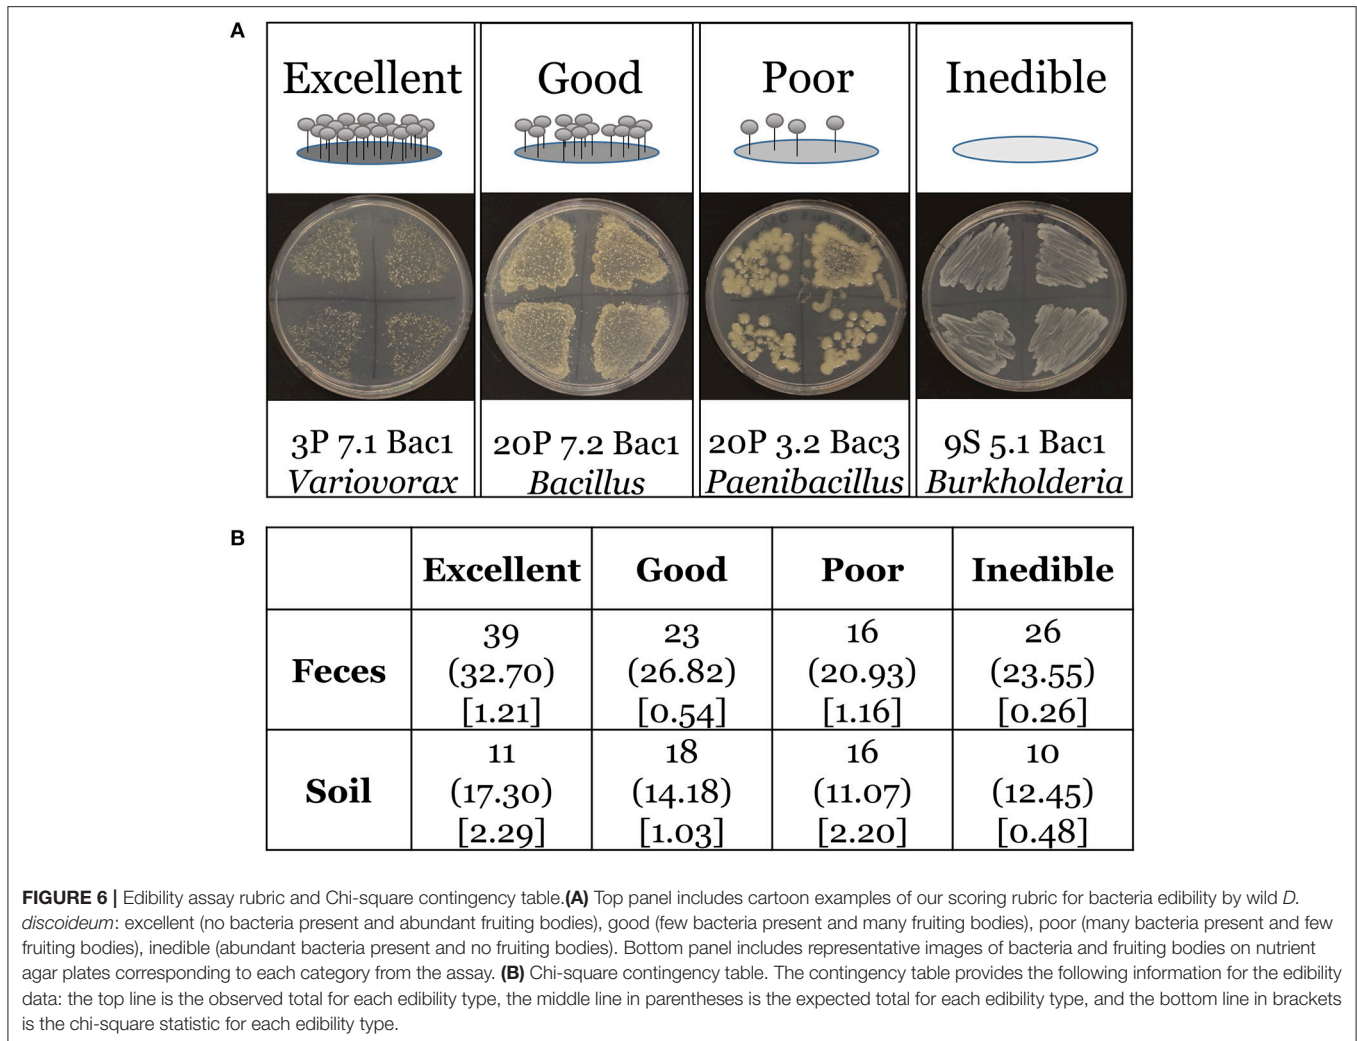 A
Excellent
Good
Poor
Inedible
3P 7.1 Bac1
Variovorax
20P 7.2 Bac1
Bacillus
20P 3.2 Bac3
Paenibacillus
9S 5.1 Bac1
Burkholderia
B
Excellent Good Poor Inedible
Feces
39 23 16 26
(32.70) (26.82) (20.93) (23.55)
[1.21] [0.54] [1.16] [0.26]
Soil
11 18 16 10
(17.30) (14.18) (11.07) (12.45)
[2.29] [1.03] [2.20] [0.48]
FIGURE 6 | Edibility assay rubric and Chi-square contingency table.(A) Top panel includes cartoon examples of our scoring rubric for bacteria edibility by wild D.
discoideum: excellent (no bacteria present and abundant fruiting bodies), good (few bacteria present and many fruiting bodies), poor (many bacteria present and few
fruiting bodies), inedible (abundant bacteria present and no fruiting bodies). Bottom panel includes representative images of bacteria and fruiting bodies on nutrient
agar plates corresponding to each category from the assay. (B) Chi-square contingency table. The contingency table provides the following information for the edibility
data: the top line is the observed total for each edibility type, the middle line in parentheses is the expected total for each edibility type, and the bottom line in brackets
is the chi-square statistic for each edibility type.